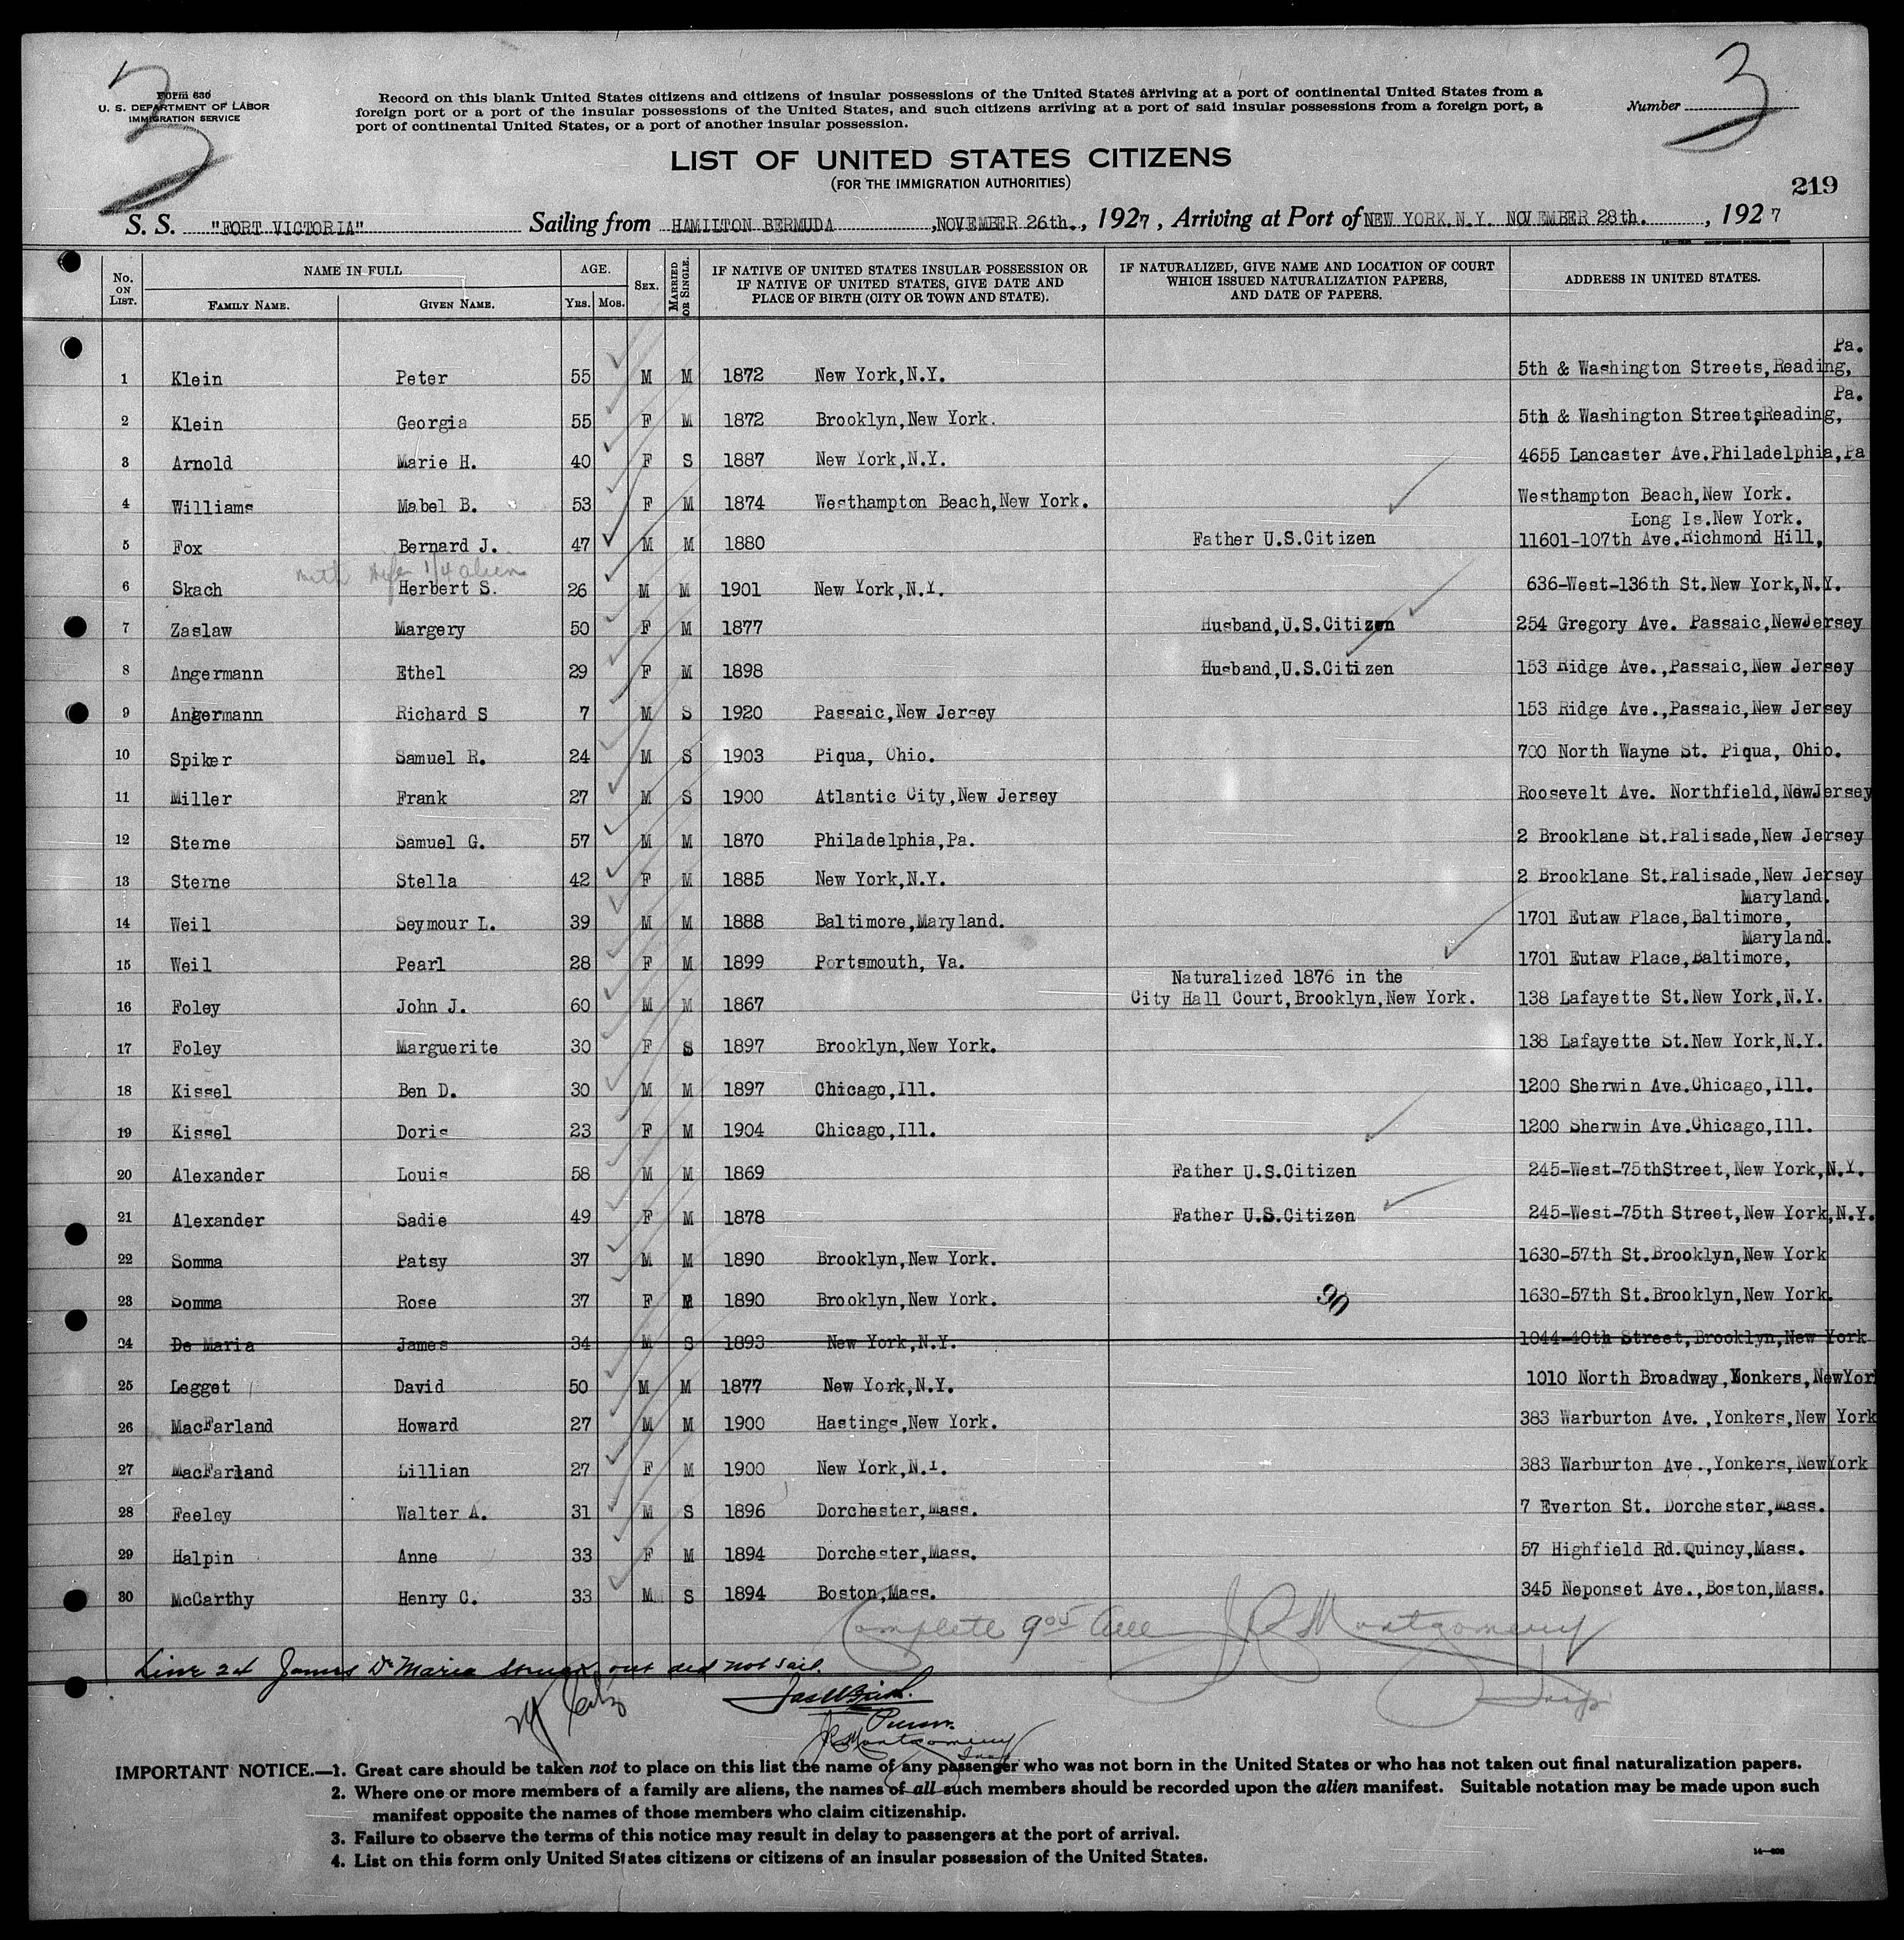 3
3
Form 630
U. S. DEPARTMENT OF LABOR
IMMIGRATION SERVICE
Record on this blank United States citizens and citizens of insular possessions of the United States arriving at a port of continental United States from a
foreign port or a port of the insular possessions of the United States, and such citizens arriving at a port of said insular possessions from a foreign port, a
port of continental United States, or a port of another insular possession.
Number
LIST OF UNITED STATES CITIZENS
(FOR THE IMMIGRATION AUTHORITIES)
219
S. S. "FORT VICTORIA" Sailing from HAMILTON BERMUDA ,NOVEMBER 26th., 1927, Arriving at Port of NEW YORK.N.Y. NOVEMBER 28th. , 1927
No. ON LIST. NAME IN FULL FAMILY NAME. GIVEN NAME. AGE. YRS. MOS. SEX. MARRIED OR SINGLE. IF NATIVE OF UNITED STATES INSULAR POSSESSION OR IF NATIVE OF UNITED STATES, GIVE DATE AND PLACE OF BIRTH (CITY OR TOWN AND STATE). IF NATURALIZED, GIVE NAME AND LOCATION OF COURT WHICH ISSUED NATURALIZATION PAPERS, AND DATE OF PAPERS. ADDRESS IN UNITED STATES.
Pa.
1 Klein Peter 55 M M 1872 New York,N.Y. 5th & Washington Streets,Reading,
Pa.
2 Klein Georgia 55 F M 1872 Brooklyn,New York. 5th & Washington Streets,Reading,
3 Arnold Marie H. 40 F S 1887 New York,N.Y. 4655 Lancaster Ave.Philadelphia,Pa
4 Williams Mabel B. 53 F M 1874 Westhampton Beach,New York. Westhampton Beach,New York.
Long Is.New York.
5 Fox Bernard J. 47 M M 1880 Father U.S.Citizen 11601-107th Ave.Richmond Hill,
with wife 1/4 alien
6 Skach Herbert S. 26 M M 1901 New York,N.Y. 636-West-136th St.New York,N.Y.
7 Zaslaw Margery 50 F M 1877 Husband,U.S.Citizen 254 Gregory Ave. Passaic,NewJersey
8 Angermann Ethel 29 F M 1898 Husband,U.S.Citizen 153 Ridge Ave.,Passaic,New Jersey
9 Angermann Richard S 7 M S 1920 Passaic,New Jersey 153 Ridge Ave.,Passaic,New Jersey
10 Spiker Samuel R. 24 M S 1903 Piqua, Ohio. 700 North Wayne St. Piqua, Ohio.
11 Miller Frank 27 M S 1900 Atlantic City,New Jersey Roosevelt Ave. Northfield,NewJersey
12 Sterne Samuel G. 57 M M 1870 Philadelphia,Pa. 2 Brooklane St.Palisade,New Jersey
13 Sterne Stella 42 F M 1885 New York,N.Y. 2 Brooklane St.Palisade,New Jersey
Maryland.
14 Weil Seymour L. 39 M M 1888 Baltimore,Maryland. 1701 Eutaw Place,Baltimore,
Maryland.
15 Weil Pearl 28 F M 1899 Portsmouth, Va. 1701 Eutaw Place,Baltimore,
Naturalized 1876 in the
16 Foley John J. 60 M M 1867 City Hall Court,Brooklyn,New York. 138 Lafayette St.New York,N.Y.
17 Foley Marguerite 30 F S 1897 Brooklyn,New York. 138 Lafayette St.New York,N.Y.
18 Kissel Ben D. 30 M M 1897 Chicago,Ill. 1200 Sherwin Ave.Chicago,Ill.
19 Kissel Doris 23 F M 1904 Chicago,Ill. 1200 Sherwin Ave.Chicago,Ill.
20 Alexander Louis 58 M M 1869 Father U.S.Citizen 245-West-75thStreet,New York,N.Y.
21 Alexander Sadie 49 F M 1878 Father U.S.Citizen 245-West-75th Street,New York,N.Y.
22 Somma Patsy 37 M M 1890 Brooklyn,New York. 1630-57th St.Brooklyn,New York
23 Somma Rose 37 F M 1890 Brooklyn,New York. 90 1630-57th St.Brooklyn,New York.
24 De Maria James 34 M S 1893 New York,N.Y. 1044-40th Street,Brooklyn,New York
25 Legget David 50 M M 1877 New York,N.Y. 1010 North Broadway,Yonkers,NewYor
26 MacFarland Howard 27 M M 1900 Hastings,New York. 383 Warburton Ave.,Yonkers,New York
27 MacFarland Lillian 27 F M 1900 New York,N.Y. 383 Warburton Ave.,Yonkers,NewYork
28 Feeley Walter A. 31 M S 1896 Dorchester,Mass. 7 Everton St. Dorchester,Mass.
29 Halpin Anne 33 F M 1894 Dorchester,Mass. 57 Highfield Rd.Quincy,Mass.
30 McCarthy Henry C. 33 M S 1894 Boston,Mass. 345 Neponset Ave.,Boston,Mass.
Complete 9 05 JR Montgomery
Line 24 James De Maria struck out did not sail.
Insp
Purser
JR Montgomery
Insp.
IMPORTANT NOTICE.—1. Great care should be taken not to place on this list the name of any passenger who was not born in the United States or who has not taken out final naturalization papers.
2. Where one or more members of a family are aliens, the names of all such members should be recorded upon the alien manifest. Suitable notation may be made upon such
manifest opposite the names of those members who claim citizenship.
3. Failure to observe the terms of this notice may result in delay to passengers at the port of arrival.
4. List on this form only United States citizens or citizens of an insular possession of the United States.